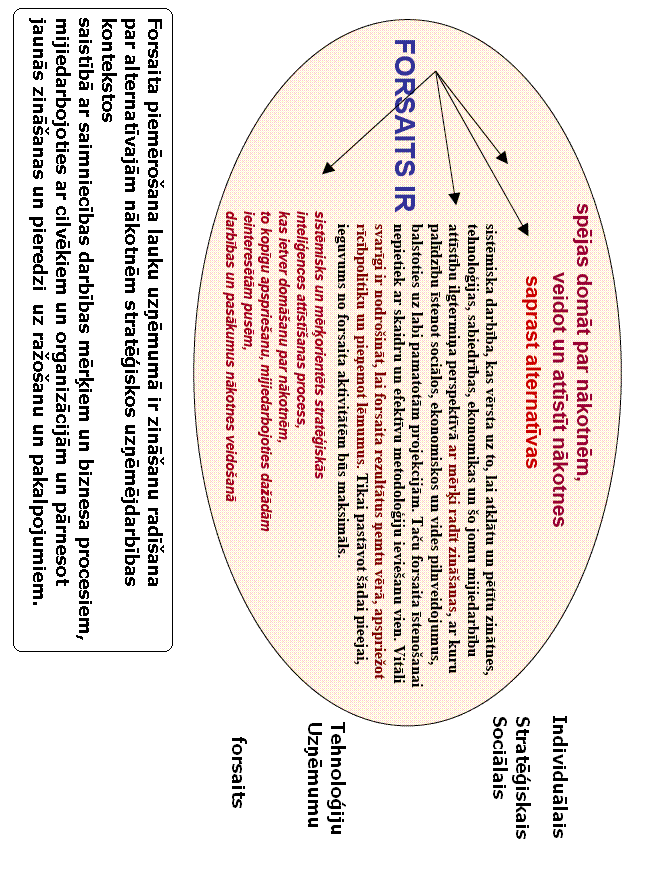 spējas domāt par nākotnēm,
veidot un attīstīt nākotnes
saprast alternatīvas
FORSAITS IR
sistēmiska darbība, kas vērsta uz to, lai atklātu un pētītu zinātnes,
tehnoloģijas, sabiedrības, ekonomikas un šo jomu mijiedarbību
attīstību ilgtermiņa perspektīvā ar mērķi radīt zināšanas, ar kuru
palīdzību īstenot sociālos, ekonomiskos un vides pilnveidojumus,
balstoties uz labi pamatotām projekcijām. Taču forsaita īstenošanai
nepietiek ar skaidru un efektīvu metodoloģiju ieviešanu vien. Vitāli
svarīgi ir nodrošināt, lai forsaita rezultātus ņemtu vērā, apspriežot
rīcībpolitiku un pieņemot lēmumus. Tikai pastāvot šādai pieejai,
ieguvums no forsaita aktivitātēm būs maksimāls.
sistēmisks un mērķorientēts stratēģiskās
inteliģences attīstīšanas process,
kas ietver domāšanu par nākotnēm,
to kopīgu apspriešanu, mijiedarbojoties dažādām
ieinteresētām pusēm,
darbības un pasākumus nākotnes veidošanā
Individuālais
Stratēģiskais
Sociālais
Tehnoloģiju
Uzņēmumu
forsaits
Forsaita piemērošana lauku uzņēmumā ir zināšanu radīšana
par alternatīvajām nākotnēm stratēģiskos uzņēmējdarbības
kontekstos
saistībā ar saimniecības darbības mērķiem un biznesa procesiem,
mijiedarbojoties ar cilvēkiem un organizācijām un pārnesot
jaunās zināšanas un pieredzi uz ražošanu un pakalpojumiem.